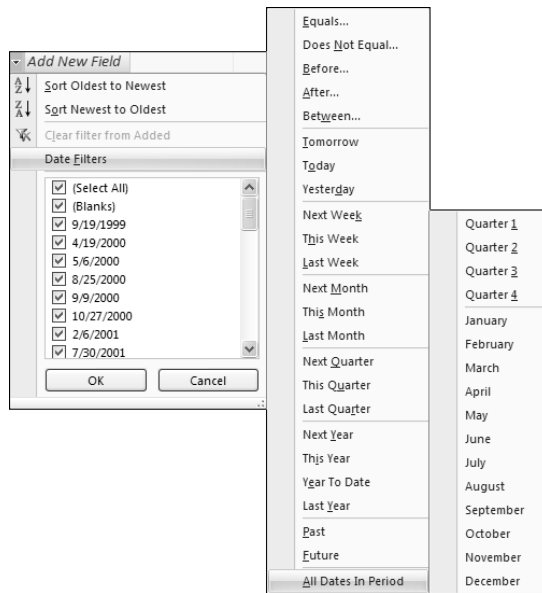 Add New Field
Sort Oldest to Newest
Sort Newest to Oldest
Clear filter from Added
Date Filters
(Select All)
(Blanks)
9/19/1999
4/19/2000
5/6/2000
8/25/2000
9/9/2000
10/27/2000
2/6/2001
7/30/2001
OK
Cancel
Equals...
Does Not Equal...
Before...
After...
Between...
Tomorrow
Today
Yesterday
Next Week
This Week
Last Week
Next Month
This Month
Last Month
Next Quarter
This Quarter
Last Quarter
Next Year
This Year
Year To Date
Last Year
Past
Future
All Dates In Period
Quarter 1
Quarter 2
Quarter 3
Quarter 4
January
February
March
April
May
June
July
August
September
October
November
December